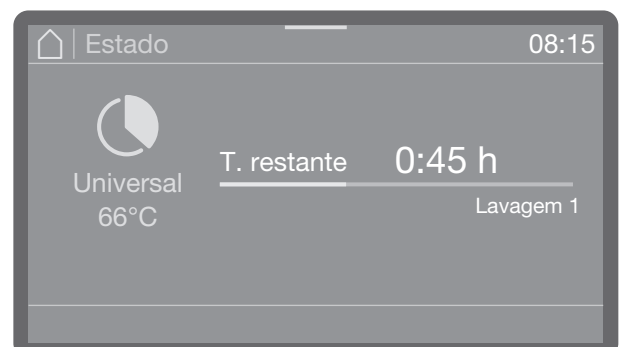 Estado 08:15
T. restante 0:45 h
Universal
66°C
Lavagem 1